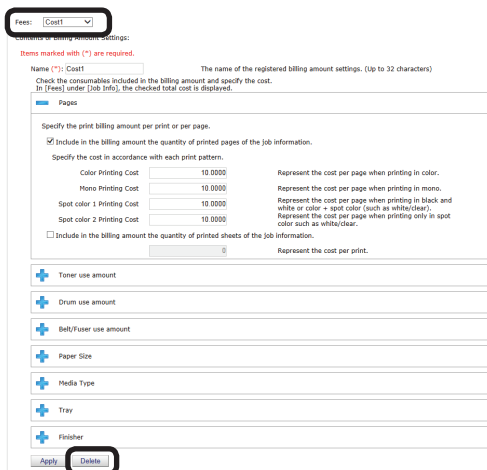 Fees: Cost1
Contents of Billing Amount Settings:
Items marked with (*) are required.
Name (*): Cost1 The name of the registered billing amount settings. (Up to 32 characters)
Check the consumables included in the billing amount and specify the cost.
In [Fees] under [Job Info], the checked total cost is displayed.
Pages
Specify the print billing amount per print or per page.
Include in the billing amount the quantity of printed pages of the job information.
Specify the cost in accordance with each print pattern.
Color Printing Cost 10.0000 Represent the cost per page when printing in color.
Mono Printing Cost 10.0000 Represent the cost per page when printing in mono.
Spot color 1 Printing Cost 10.0000 Represent the cost per page when printing in black and
white or color + spot color (such as white/clear).
Spot color 2 Printing Cost 10.0000 Represent the cost per page when printing only in spot
color such as white/clear.
Include in the billing amount the quantity of printed sheets of the job information.
0 Represent the cost per print.
Toner use amount
Drum use amount
Belt/Fuser use amount
Paper Size
Media Type
Tray
Finisher
Apply Delete